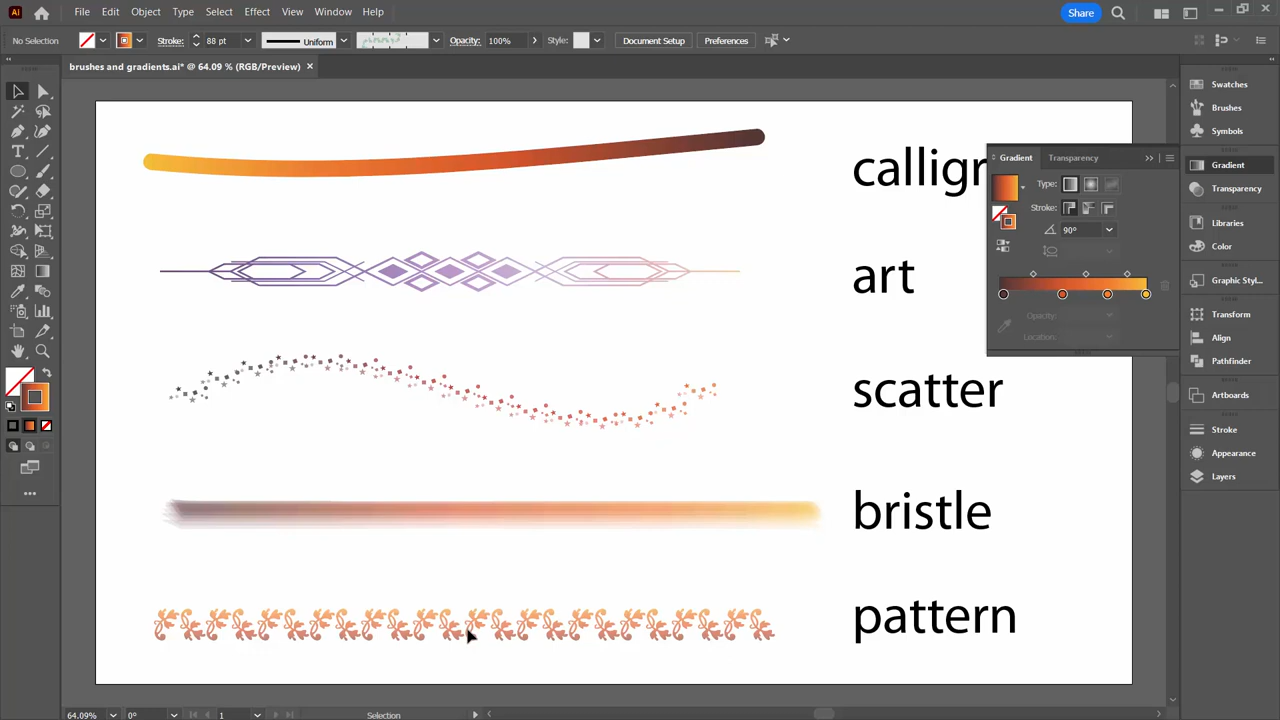 Ai File Edit Object Type Select Effect View Window Help Share
No Selection Stroke: 88 pt Uniform Opacity: 100% Style: Document Setup Preferences
brushes and gradients.ai* @ 64.09 % (RGB/Preview) ×
Swatches
Brushes
Symbols
Gradient
Transparency
Libraries
Color
Graphic Styl...
Transform
Align
Pathfinder
Artboards
Stroke
Appearance
Layers
Gradient Transparency
Type:
Stroke:
90°
Opacity:
Location:
calligr
art
scatter
bristle
pattern
64.09% 0° 1 Selection